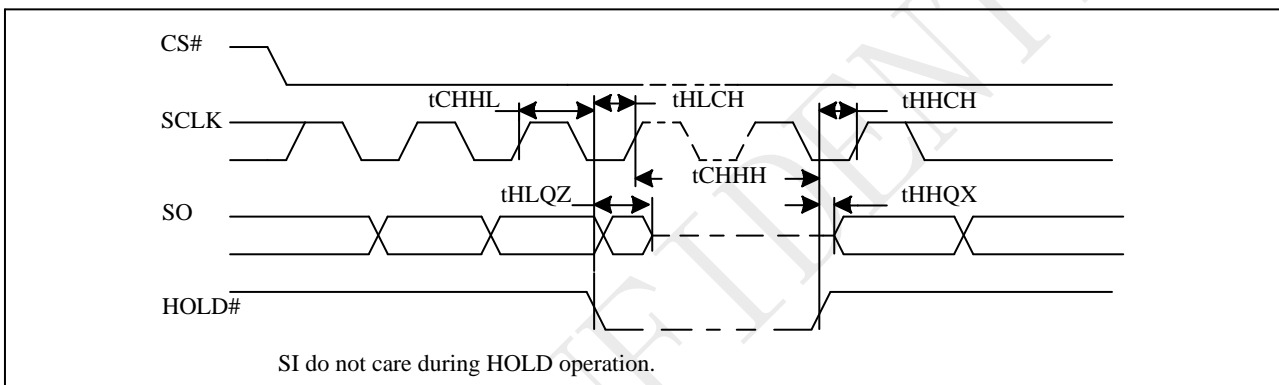 CS#
tCHHL
tHLCH
tHHCH
SCLK
tCHHH
tHLQZ
tHHQX
SO
HOLD#
SI do not care during HOLD operation.